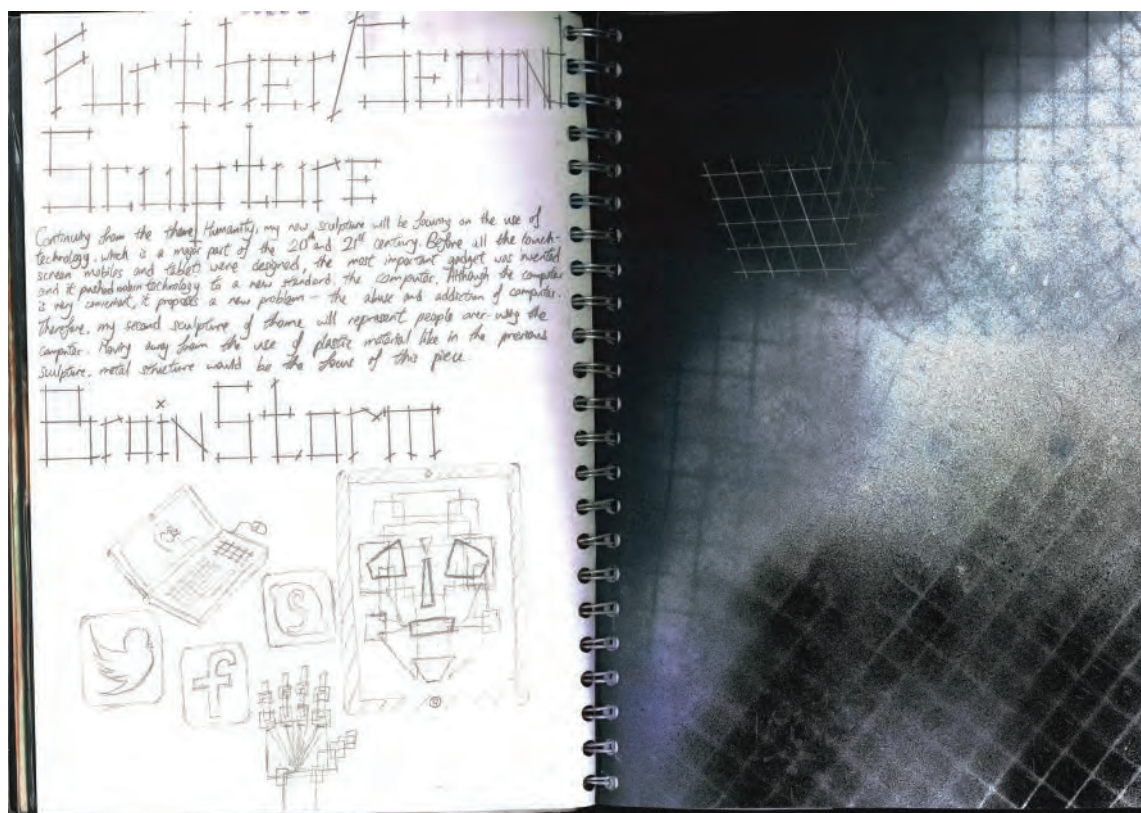 Further/Second
Sculpture
Continuity from the theme, Humanity, my new sculpture will be focusing on the use of
technology, which is a major part of the 20th and 21st century. Before all the touch-
screen mobiles and tablets were designed, the most important gadget was invented
and it pushed technology to a new standard, the computer. Although the computer
is very convenient, it proposes a new problem – the abuse and addiction of computer.
Therefore, my second sculpture of theme will represent people over-using the
computer. Moving away from the use of plastic material like in the previous
sculpture, metal structure would be the focus of this piece.
BrainStorm
S
f